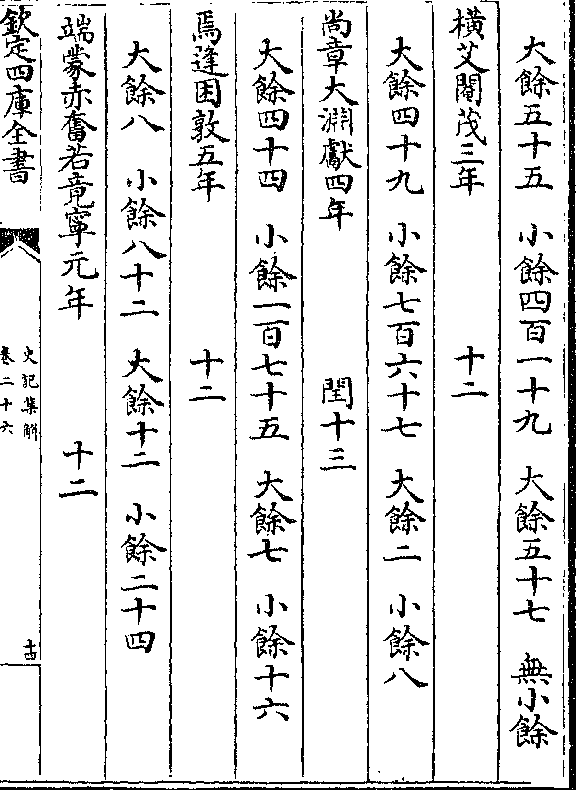 大餘五十五　小餘四百一十九　大餘五十七　無小餘
橫艾閹茂三年　十二
大餘四十九　小餘七百六十七　大餘二　小餘八
尚章大淵獻四年　閏十三
大餘四十四　小餘一百七十五　大餘七　小餘十六
焉逢困敦五年　十二
大餘八　小餘八十二　大餘十二　小餘二十四
端蒙赤奮若竟寧元年　十二
欽定四庫全書
史記集解
卷二十六
十四